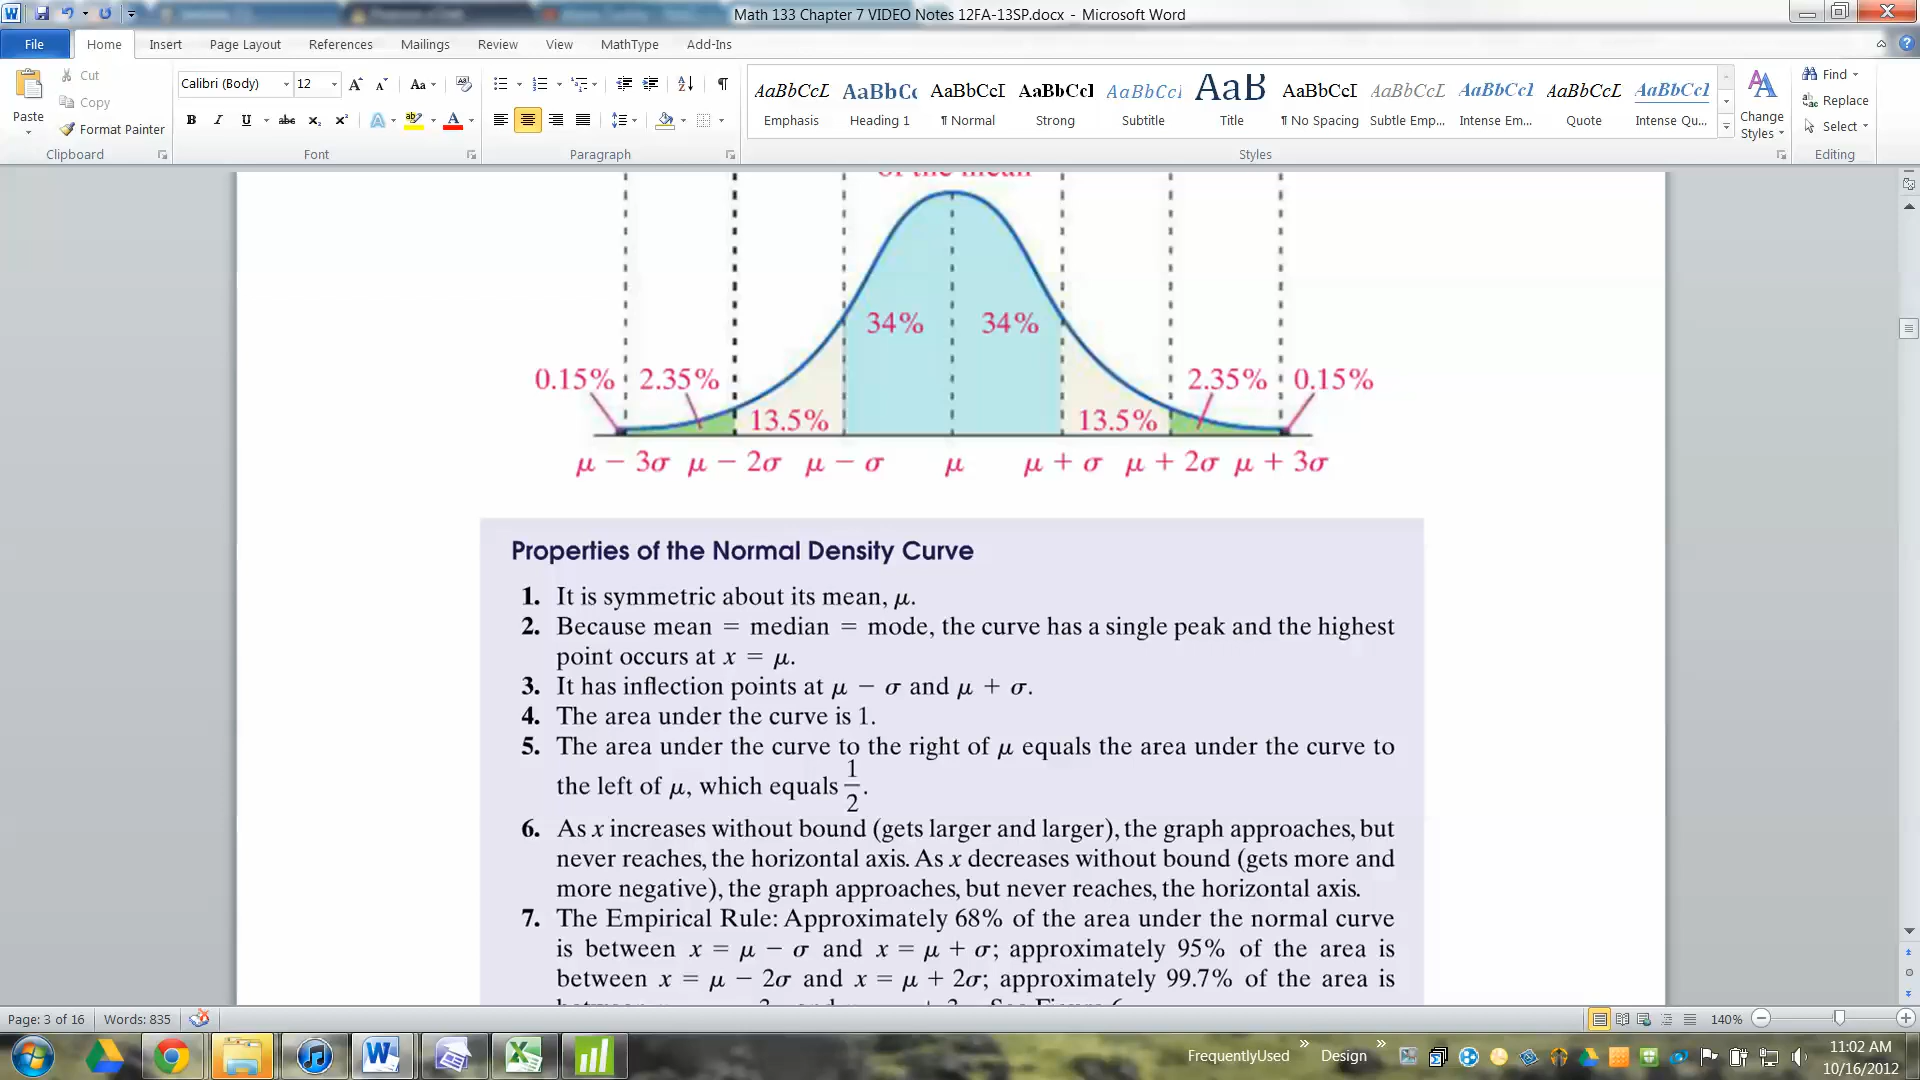 Math 133 Chapter 7 VIDEO Notes 12FA-13SP.docx - Microsoft Word
File Home Insert Page Layout References Mailings Review View MathType Add-Ins
Paste
Cut
Copy
Format Painter
Clipboard
Calibri (Body) 12
Aa
B I U abc x₂ x²
Font
Paragraph
AaBbCcL AaBbCc AaBbCcI AaBbCcl AaBbCcl AaB AaBbCcI AaBbCcL AaBbCcl AaBbCcL AaBbCcl
Emphasis Heading 1 ¶ Normal Strong Subtitle Title ¶ No Spacing Subtle Emp... Intense Em... Quote Intense Qu...
Styles
Change Styles
Find
Replace
Select
Editing
of the mean
34% 34%
0.15% 2.35% 2.35% 0.15%
13.5% 13.5%
μ − 3σ μ − 2σ μ − σ μ μ + σ μ + 2σ μ + 3σ
Properties of the Normal Density Curve
1. It is symmetric about its mean, μ.
2. Because mean = median = mode, the curve has a single peak and the highest
point occurs at x = μ.
3. It has inflection points at μ − σ and μ + σ.
4. The area under the curve is 1.
5. The area under the curve to the right of μ equals the area under the curve to
the left of μ, which equals 1/2.
6. As x increases without bound (gets larger and larger), the graph approaches, but
never reaches, the horizontal axis. As x decreases without bound (gets more and
more negative), the graph approaches, but never reaches, the horizontal axis.
7. The Empirical Rule: Approximately 68% of the area under the normal curve
is between x = μ − σ and x = μ + σ; approximately 95% of the area is
between x = μ − 2σ and x = μ + 2σ; approximately 99.7% of the area is
Page: 3 of 16 Words: 835 140%
FrequentlyUsed » Design »
11:02 AM
10/16/2012